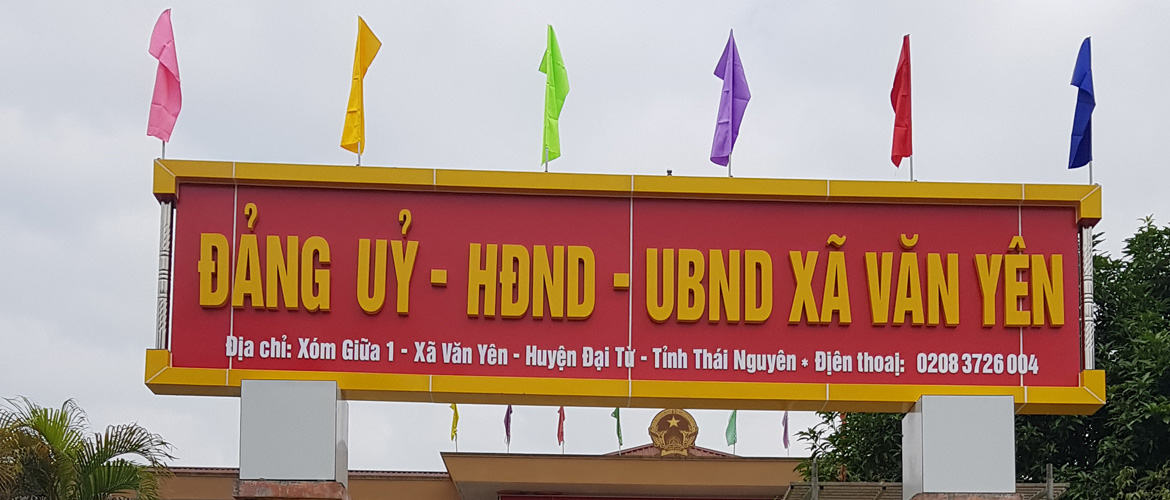 ĐẢNG UỶ - HĐND - UBND XÃ VĂN YÊN
Địa chỉ: Xóm Giữa 1 - Xã Văn Yên - Huyện Đại Từ - Tỉnh Thái Nguyên * Điện thoại: 0208 3726 004